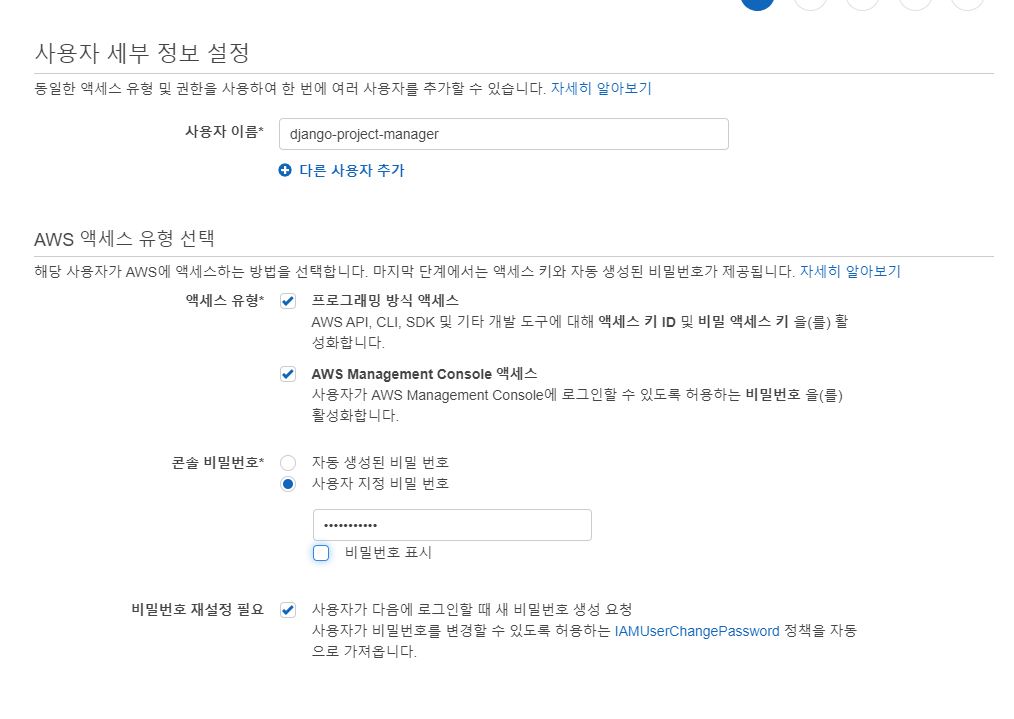 사용자 세부 정보 설정
동일한 액세스 유형 및 권한을 사용하여 한 번에 여러 사용자를 추가할 수 있습니다. 자세히 알아보기
사용자 이름* django-project-manager
다른 사용자 추가
AWS 액세스 유형 선택
해당 사용자가 AWS에 액세스하는 방법을 선택합니다. 마지막 단계에서는 액세스 키와 자동 생성된 비밀번호가 제공됩니다. 자세히 알아보기
액세스 유형* 프로그래밍 방식 액세스
AWS API, CLI, SDK 및 기타 개발 도구에 대해 액세스 키 ID 및 비밀 액세스 키 을(를) 활
성화합니다.
AWS Management Console 액세스
사용자가 AWS Management Console에 로그인할 수 있도록 허용하는 비밀번호 을(를)
활성화합니다.
콘솔 비밀번호* 자동 생성된 비밀 번호
사용자 지정 비밀 번호
•••••••••••
비밀번호 표시
비밀번호 재설정 필요 사용자가 다음에 로그인할 때 새 비밀번호 생성 요청
사용자가 비밀번호를 변경할 수 있도록 허용하는 IAMUserChangePassword 정책을 자동
으로 가져옵니다.